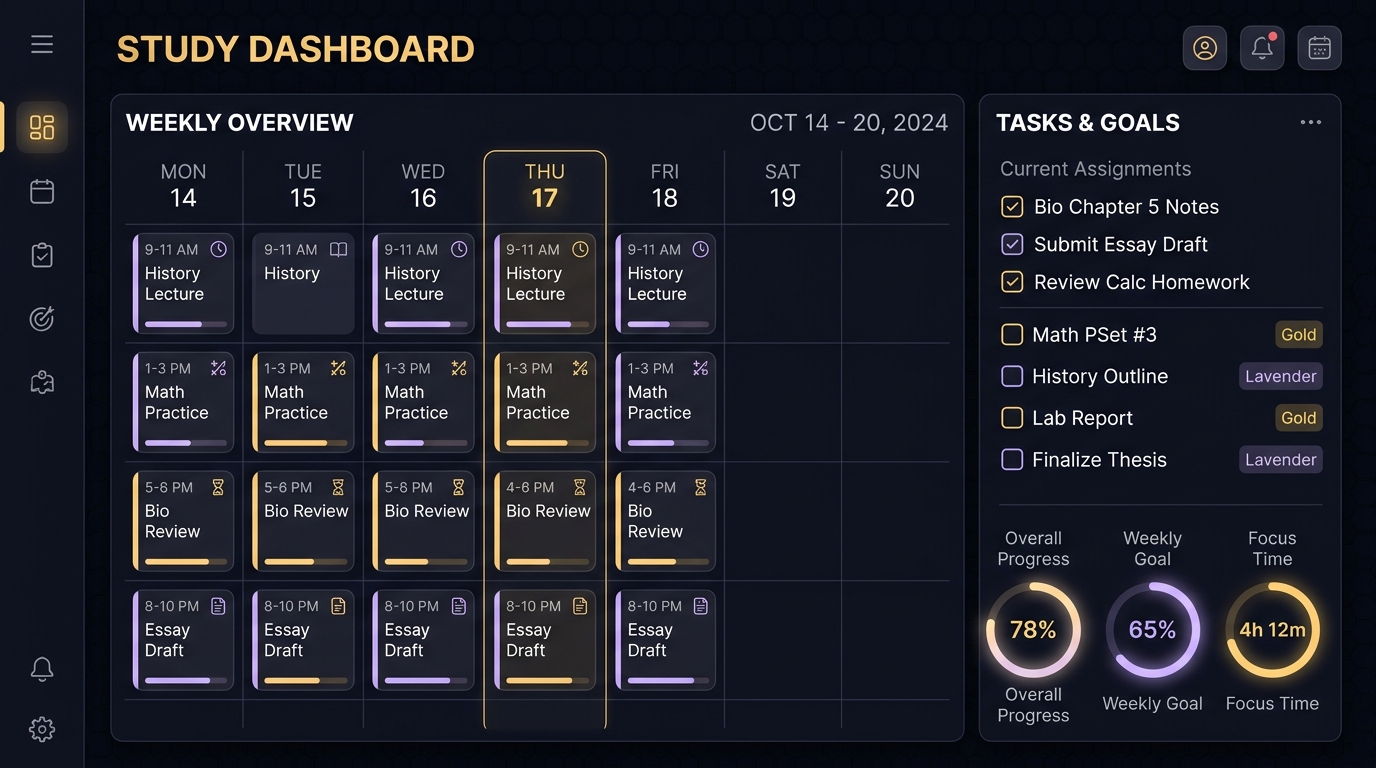 STUDY DASHBOARD
WEEKLY OVERVIEW
OCT 14 - 20, 2024
MON
14
TUE
15
WED
16
THU
17
FRI
18
SAT
19
SUN
20
9-11 AM
History
Lecture
9-11 AM
History
9-11 AM
History
Lecture
9-11 AM
History
Lecture
9-11 AM
History
Lecture
1-3 PM
Math
Practice
1-3 PM
Math
Practice
1-3 PM
Math
Practice
1-3 PM
Math
Practice
1-3 PM
Math
Practice
5-6 PM
Bio
Review
5-6 PM
Bio Review
5-6 PM
Bio Review
4-6 PM
Bio Review
4-6 PM
Bio
Review
8-10 PM
Essay
Draft
8-10 PM
Essay
Draft
8-10 PM
Essay
Draft
8-10 PM
Essay
Draft
8-10 PM
Essay
Draft
TASKS & GOALS
Current Assignments
Bio Chapter 5 Notes
Submit Essay Draft
Review Calc Homework
Math PSet #3
Gold
History Outline
Lavender
Lab Report
Gold
Finalize Thesis
Lavender
Overall
Progress
78%
Overall
Progress
Weekly
Goal
65%
Weekly Goal
Focus
Time
4h 12m
Focus Time